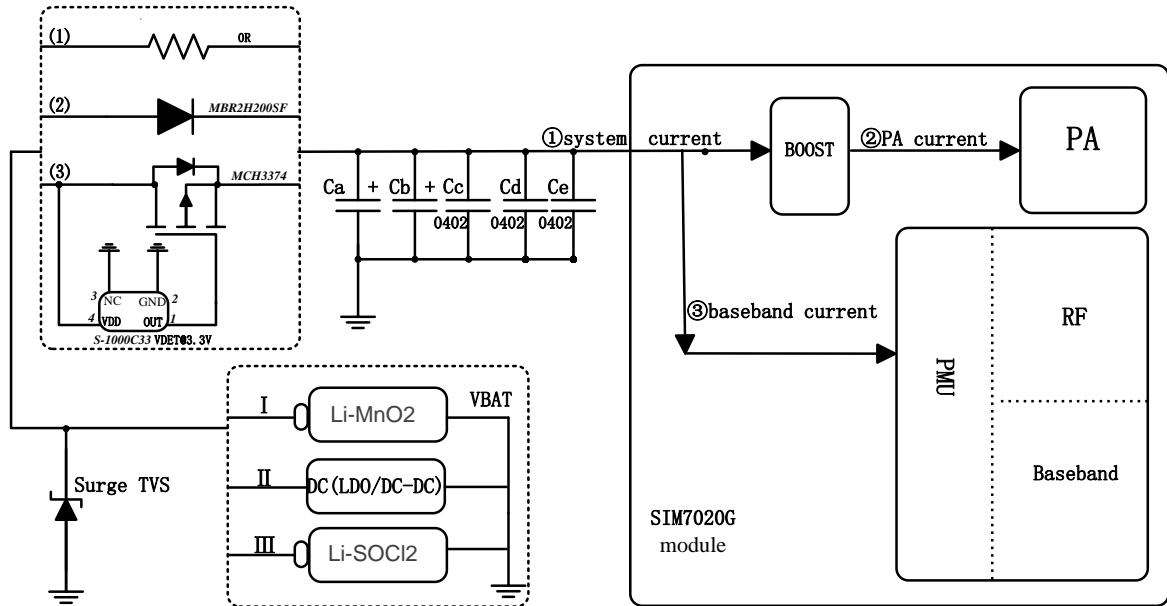 (1)
0R
(2)
MBR2H200SF
(3)
MCH3374
3
NC
GND
2
4
VDD
OUT
1
S-1000C33 VDET@3.3V
Ca
+
Cb
+
Cc
Cd
Ce
0402
0402
0402
①system current
BOOST
②PA current
PA
③baseband current
PMU
RF
Baseband
SIM7020G
module
Surge TVS
I
Li-MnO2
VBAT
II
DC(LDO/DC-DC)
III
Li-SOCl2